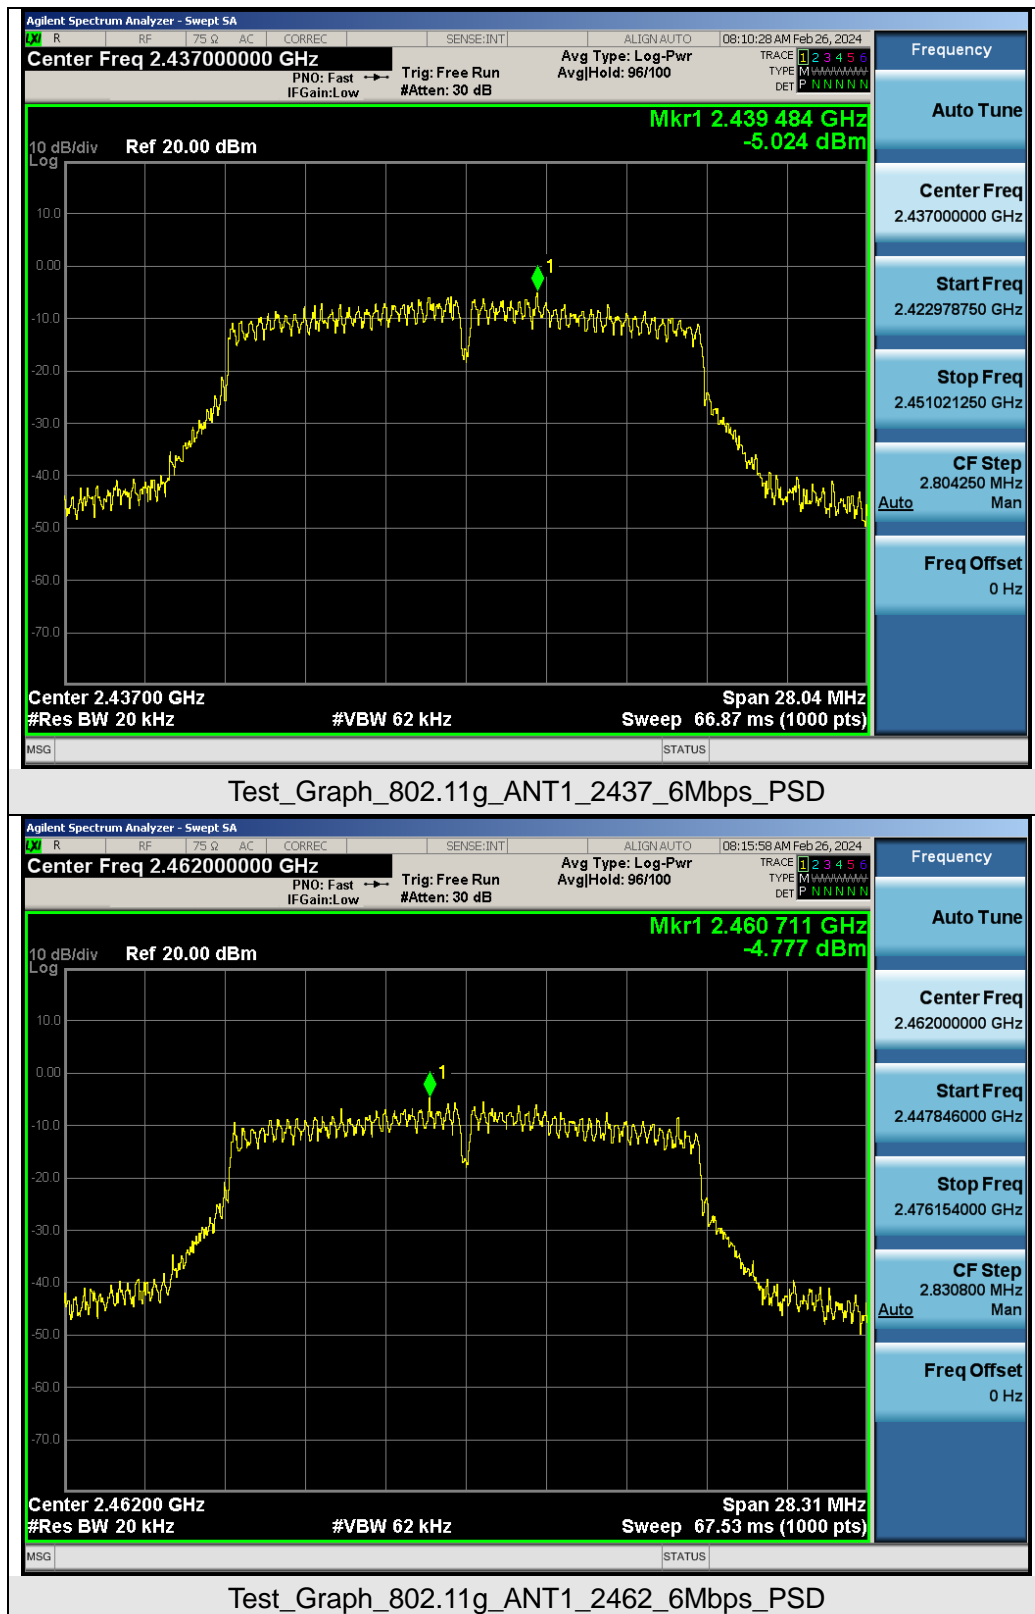 Agilent Spectrum Analyzer - Swept SA
LXI R RF 75 Ω AC CORREC SENSE:INT ALIGN AUTO 08:10:28 AM Feb 26, 2024
Center Freq 2.437000000 GHz
PNO: Fast
IFGain:Low
Trig: Free Run
#Atten: 30 dB
Avg Type: Log-Pwr
Avg|Hold: 96/100
TRACE 1 2 3 4 5 6
TYPE M WWWWW
DET P N N N N N
Mkr1 2.439 484 GHz
-5.024 dBm
10 dB/div Ref 20.00 dBm
Log
10.0
0.00
-10.0
-20.0
-30.0
-40.0
-50.0
-60.0
-70.0
1
Center 2.43700 GHz Span 28.04 MHz
#Res BW 20 kHz #VBW 62 kHz Sweep 66.87 ms (1000 pts)
MSG STATUS
Frequency
Auto Tune
Center Freq
2.437000000 GHz
Start Freq
2.422978750 GHz
Stop Freq
2.451021250 GHz
CF Step
2.804250 MHz
Auto Man
Freq Offset
0 Hz
Test_Graph_802.11g_ANT1_2437_6Mbps_PSD
Agilent Spectrum Analyzer - Swept SA
LXI R RF 75 Ω AC CORREC SENSE:INT ALIGN AUTO 08:15:58 AM Feb 26, 2024
Center Freq 2.462000000 GHz
PNO: Fast
IFGain:Low
Trig: Free Run
#Atten: 30 dB
Avg Type: Log-Pwr
Avg|Hold: 96/100
TRACE 1 2 3 4 5 6
TYPE M WWWWW
DET P N N N N N
Mkr1 2.460 711 GHz
-4.777 dBm
10 dB/div Ref 20.00 dBm
Log
10.0
0.00
-10.0
-20.0
-30.0
-40.0
-50.0
-60.0
-70.0
1
Center 2.46200 GHz Span 28.31 MHz
#Res BW 20 kHz #VBW 62 kHz Sweep 67.53 ms (1000 pts)
MSG STATUS
Frequency
Auto Tune
Center Freq
2.462000000 GHz
Start Freq
2.447846000 GHz
Stop Freq
2.476154000 GHz
CF Step
2.830800 MHz
Auto Man
Freq Offset
0 Hz
Test_Graph_802.11g_ANT1_2462_6Mbps_PSD